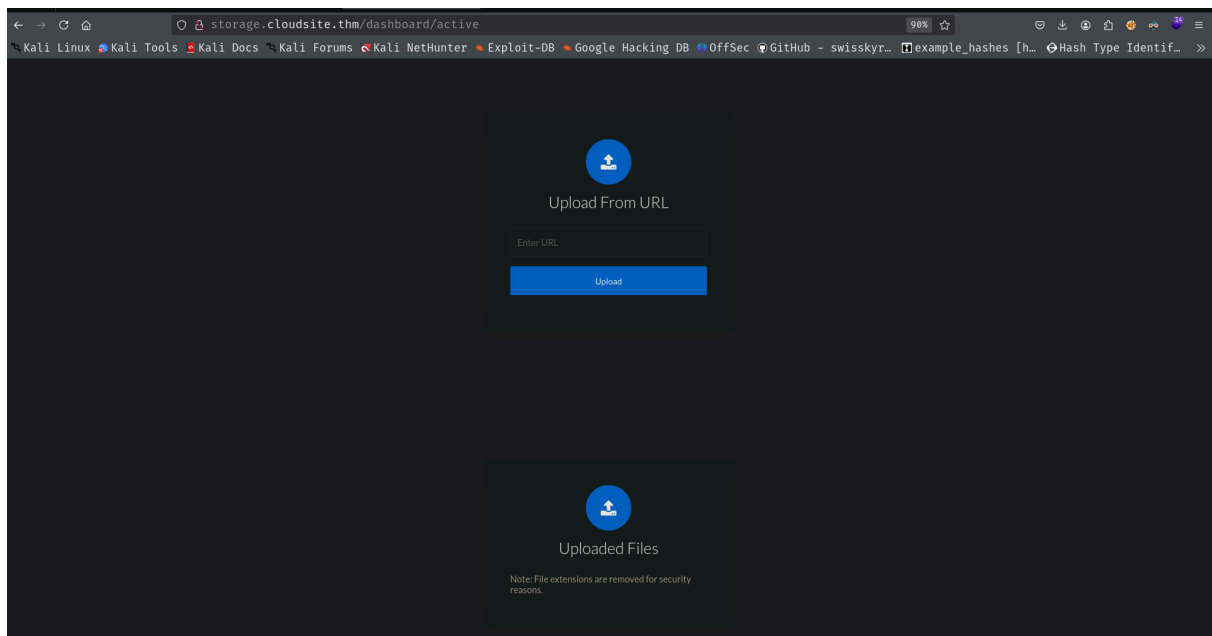 storage.cloudsite.thm/dashboard/active
90%
Kali Linux Kali Tools Kali Docs Kali Forums Kali NetHunter Exploit-DB Google Hacking DB OffSec GitHub - swisskyr… example_hashes [h… Hash Type Identif…
Upload From URL
Enter URL
Upload
Uploaded Files
Note: File extensions are removed for security
reasons.